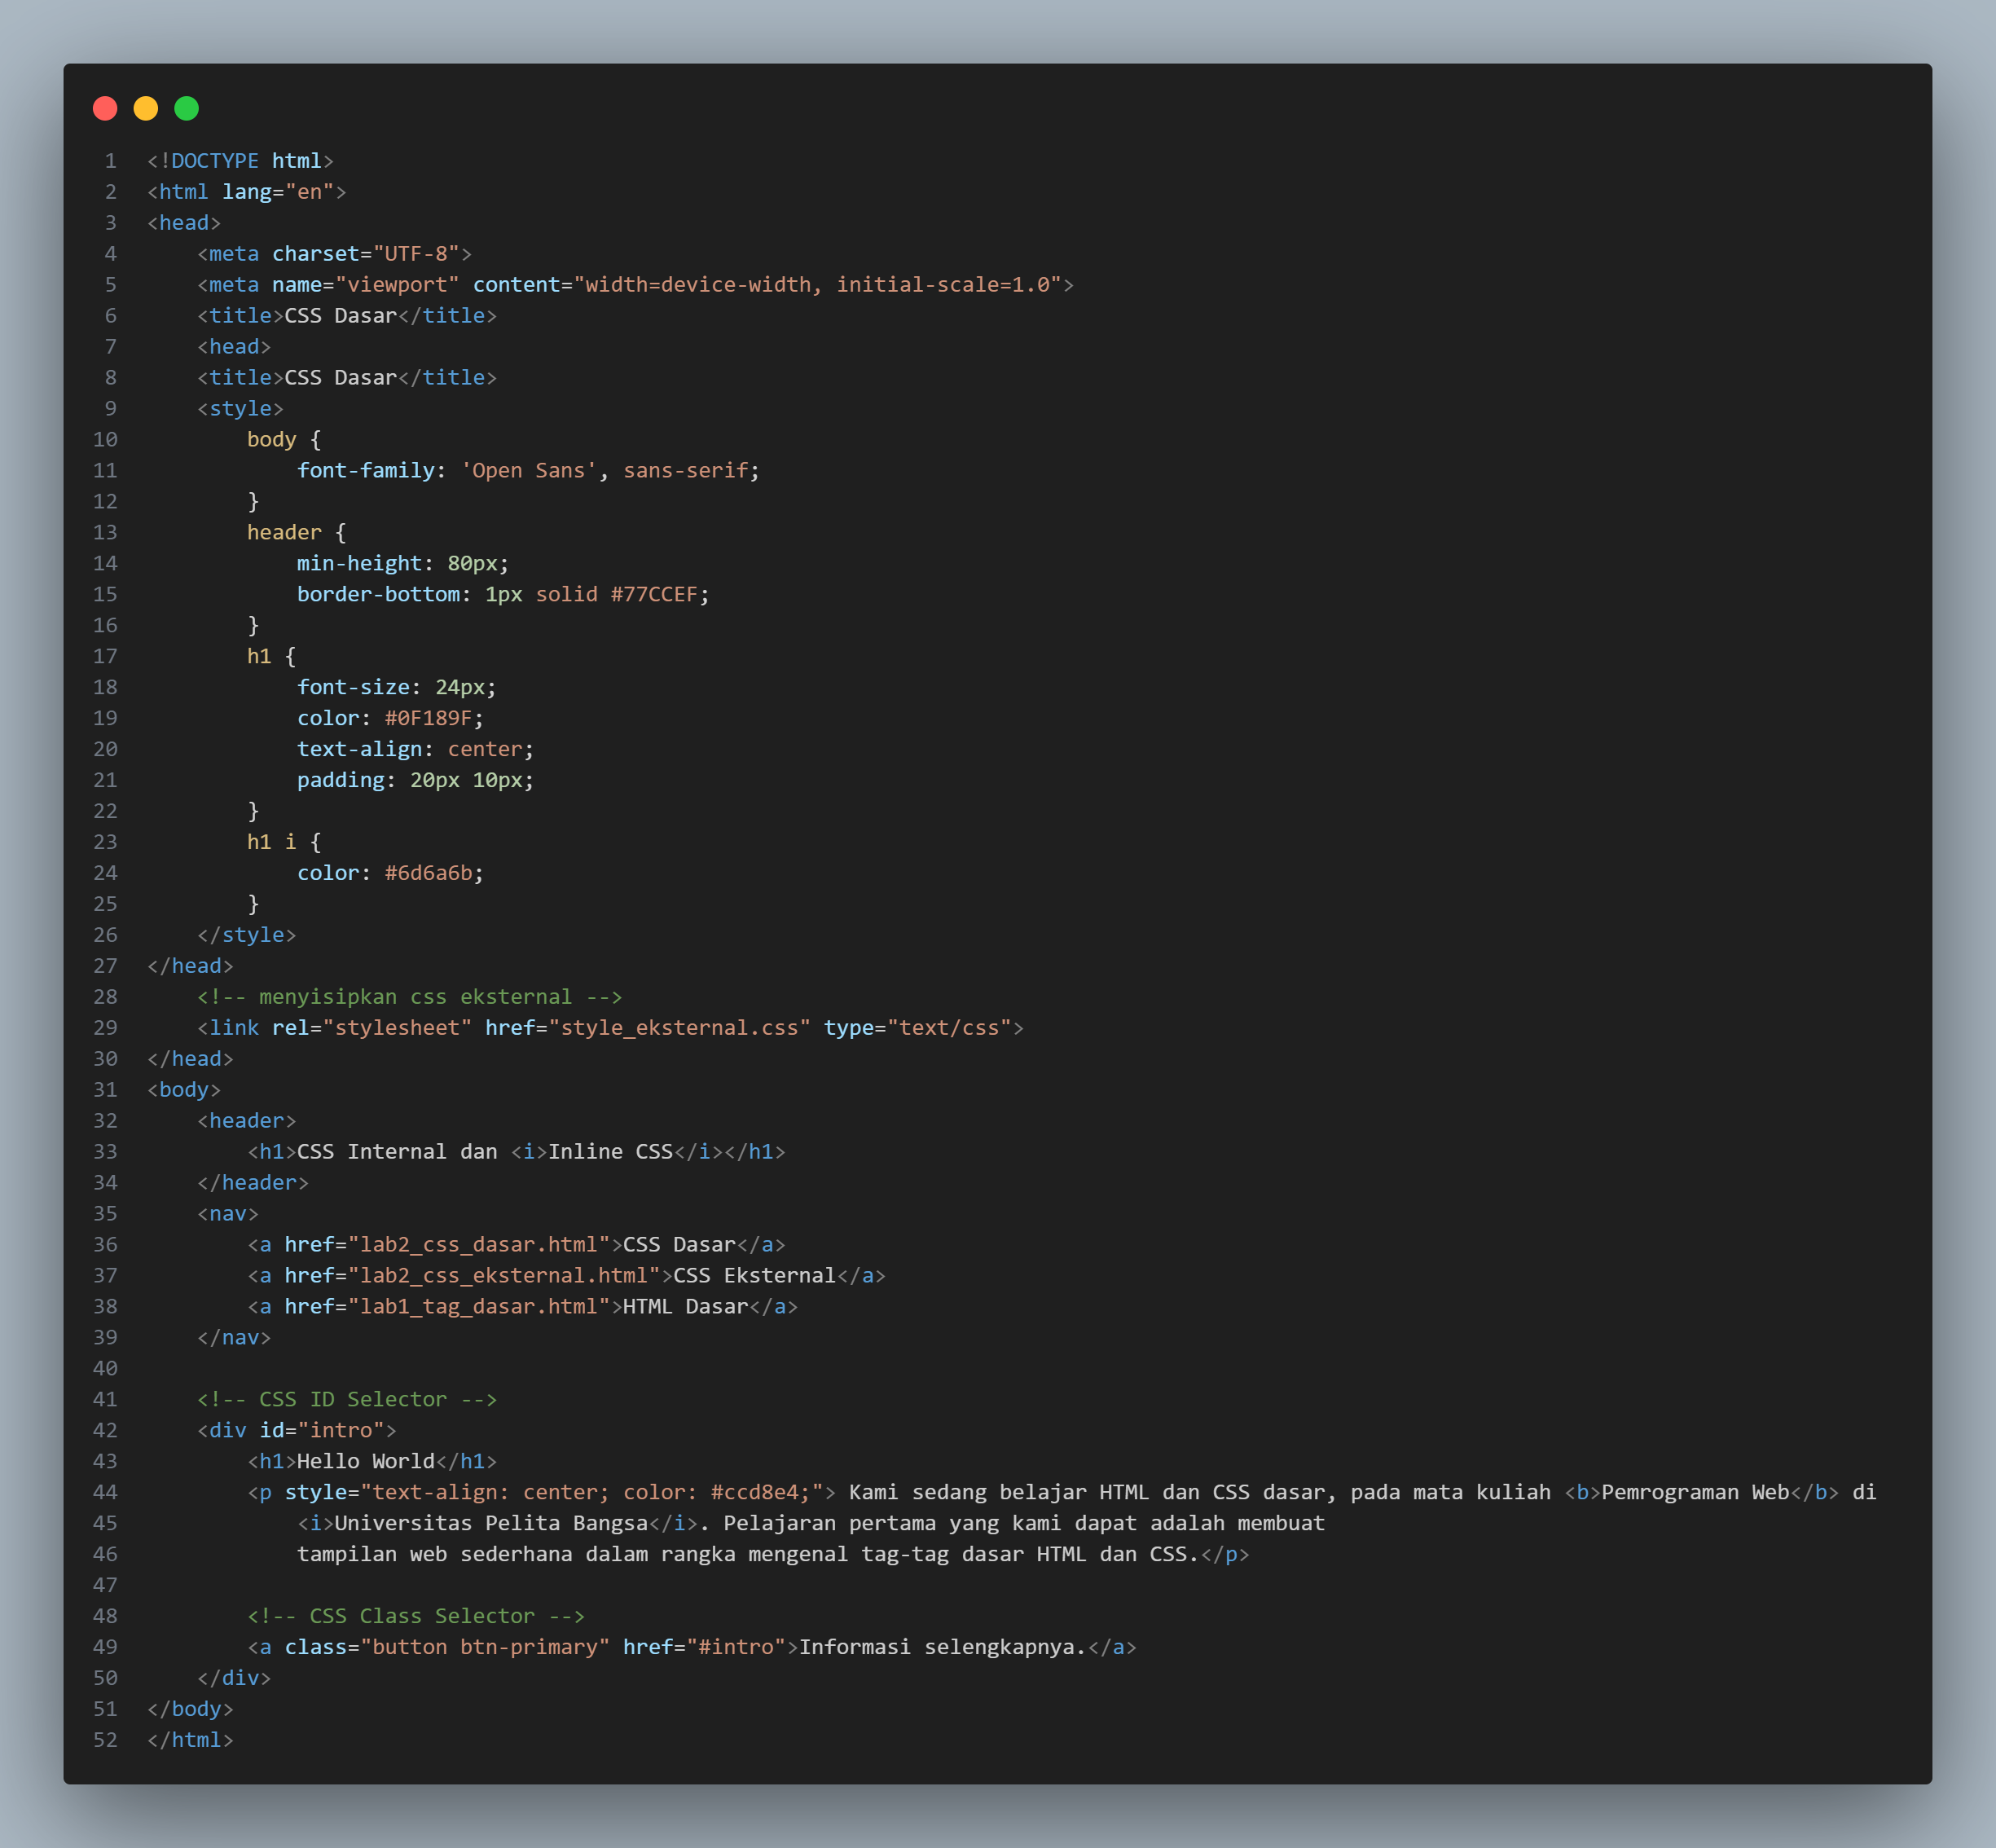 1 <!DOCTYPE html>
2 <html lang="en">
3 <head>
4     <meta charset="UTF-8">
5     <meta name="viewport" content="width=device-width, initial-scale=1.0">
6     <title>CSS Dasar</title>
7     <head>
8     <title>CSS Dasar</title>
9     <style>
10         body {
11             font-family: 'Open Sans', sans-serif;
12         }
13         header {
14             min-height: 80px;
15             border-bottom: 1px solid #77CCEF;
16         }
17         h1 {
18             font-size: 24px;
19             color: #0F189F;
20             text-align: center;
21             padding: 20px 10px;
22         }
23         h1 i {
24             color: #6d6a6b;
25         }
26     </style>
27 </head>
28     <!-- menyisipkan css eksternal -->
29     <link rel="stylesheet" href="style_eksternal.css" type="text/css">
30 </head>
31 <body>
32     <header>
33         <h1>CSS Internal dan <i>Inline CSS</i></h1>
34     </header>
35     <nav>
36         <a href="lab2_css_dasar.html">CSS Dasar</a>
37         <a href="lab2_css_eksternal.html">CSS Eksternal</a>
38         <a href="lab1_tag_dasar.html">HTML Dasar</a>
39     </nav>
40
41     <!-- CSS ID Selector -->
42     <div id="intro">
43         <h1>Hello World</h1>
44         <p style="text-align: center; color: #ccd8e4;"> Kami sedang belajar HTML dan CSS dasar, pada mata kuliah <b>Pemrograman Web</b> di
45             <i>Universitas Pelita Bangsa</i>. Pelajaran pertama yang kami dapat adalah membuat
46             tampilan web sederhana dalam rangka mengenal tag-tag dasar HTML dan CSS.</p>
47
48         <!-- CSS Class Selector -->
49         <a class="button btn-primary" href="#intro">Informasi selengkapnya.</a>
50     </div>
51 </body>
52 </html>